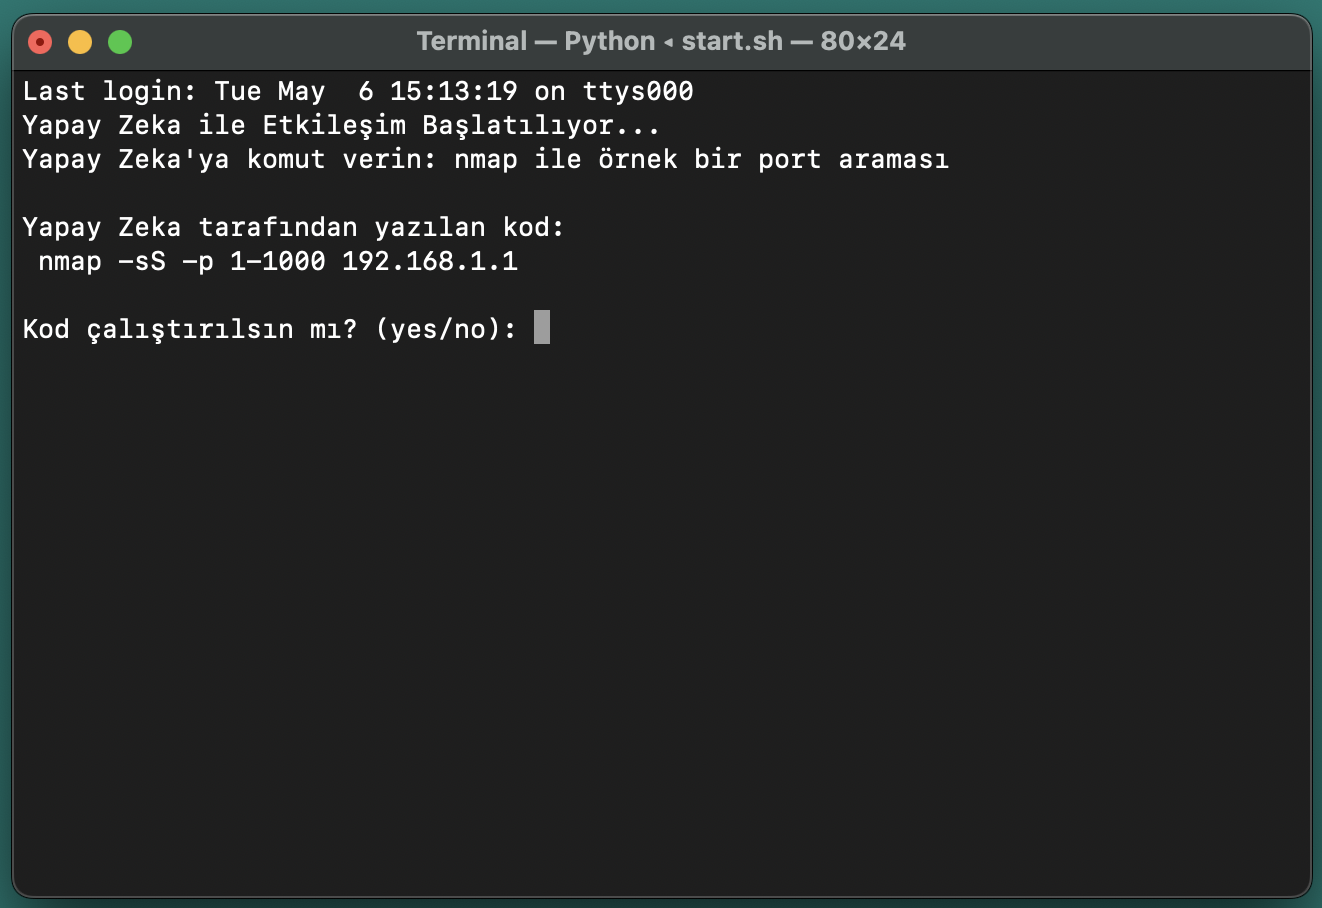 Terminal — Python ◂ start.sh — 80×24
Last login: Tue May  6 15:13:19 on ttys000
Yapay Zeka ile Etkileşim Başlatılıyor...
Yapay Zeka'ya komut verin: nmap ile örnek bir port araması
Yapay Zeka tarafından yazılan kod:
 nmap -sS -p 1-1000 192.168.1.1
Kod çalıştırılsın mı? (yes/no):